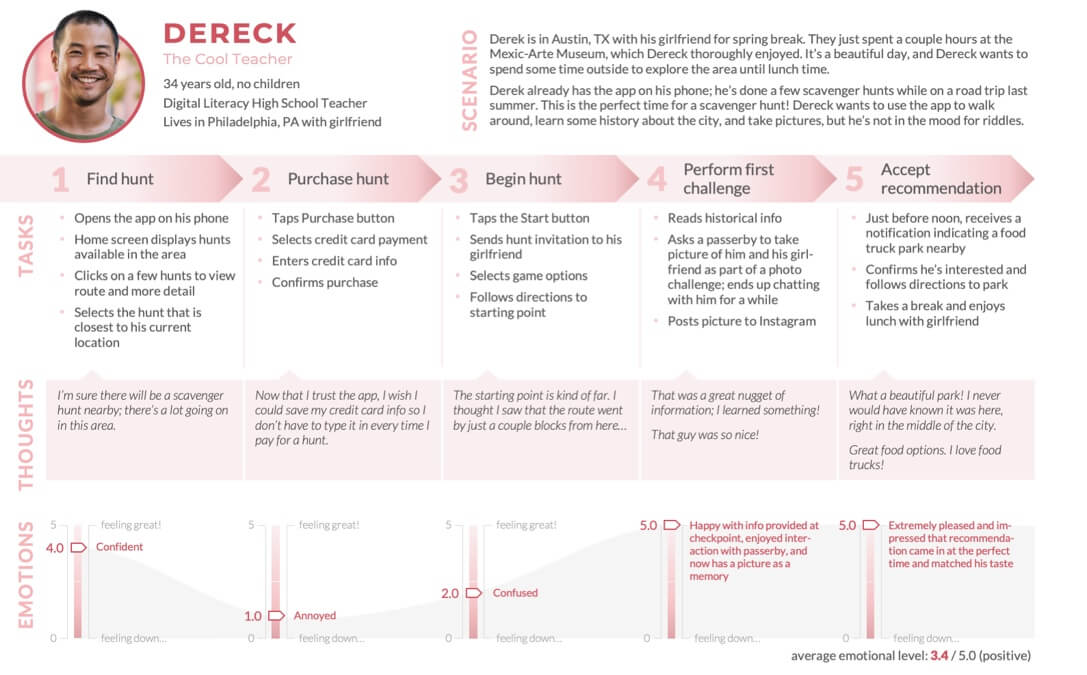 DERECK
The Cool Teacher
34 years old, no children
Digital Literacy High School Teacher
Lives in Philadelphia, PA with girlfriend
SCENARIO
Derek is in Austin, TX with his girlfriend for spring break. They just spent a couple hours at the
Mexic-Arte Museum, which Dereck thoroughly enjoyed. It's a beautiful day, and Dereck wants to
spend some time outside to explore the area until lunch time.
Derek already has the app on his phone; he's done a few scavenger hunts while on a road trip last
summer. This is the perfect time for a scavenger hunt! Dereck wants to use the app to walk
around, learn some history about the city, and take pictures, but he's not in the mood for riddles.
1 Find hunt
2 Purchase hunt
3 Begin hunt
4 Perform first
challenge
5 Accept
recommendation
TASKS
• Opens the app on his phone
• Home screen displays hunts
available in the area
• Clicks on a few hunts to view
route and more detail
• Selects the hunt that is
closest to his current
location
• Taps Purchase button
• Selects credit card payment
• Enters credit card info
• Confirms purchase
• Taps the Start button
• Sends hunt invitation to his
girlfriend
• Selects game options
• Follows directions to
starting point
• Reads historical info
• Asks a passerby to take
picture of him and his girl-
friend as part of a photo
challenge; ends up chatting
with him for a while
• Posts picture to Instagram
• Just before noon, receives a
notification indicating a food
truck park nearby
• Confirms he's interested and
follows directions to park
• Takes a break and enjoys
lunch with girlfriend
THOUGHTS
I'm sure there will be a scavenger
hunt nearby; there's a lot going on
in this area.
Now that I trust the app, I wish I
could save my credit card info so I
don't have to type it in every time I
pay for a hunt.
The starting point is kind of far. I
thought I saw that the route went
by just a couple blocks from here...
That was a great nugget of
information; I learned something!
That guy was so nice!
What a beautiful park! I never
would have known it was here,
right in the middle of the city.
Great food options. I love food
trucks!
EMOTIONS
5 feeling great!
4.0 Confident
0 feeling down...
5 feeling great!
1.0 Annoyed
0 feeling down...
5 feeling great!
2.0 Confused
0 feeling down...
5.0 Happy with info provided at
checkpoint, enjoyed inter-
action with passerby, and
now has a picture as a
memory
0 feeling down...
5.0 Extremely pleased and im-
pressed that recommenda-
tion came in at the perfect
time and matched his taste
0 feeling down...
average emotional level: 3.4 / 5.0 (positive)